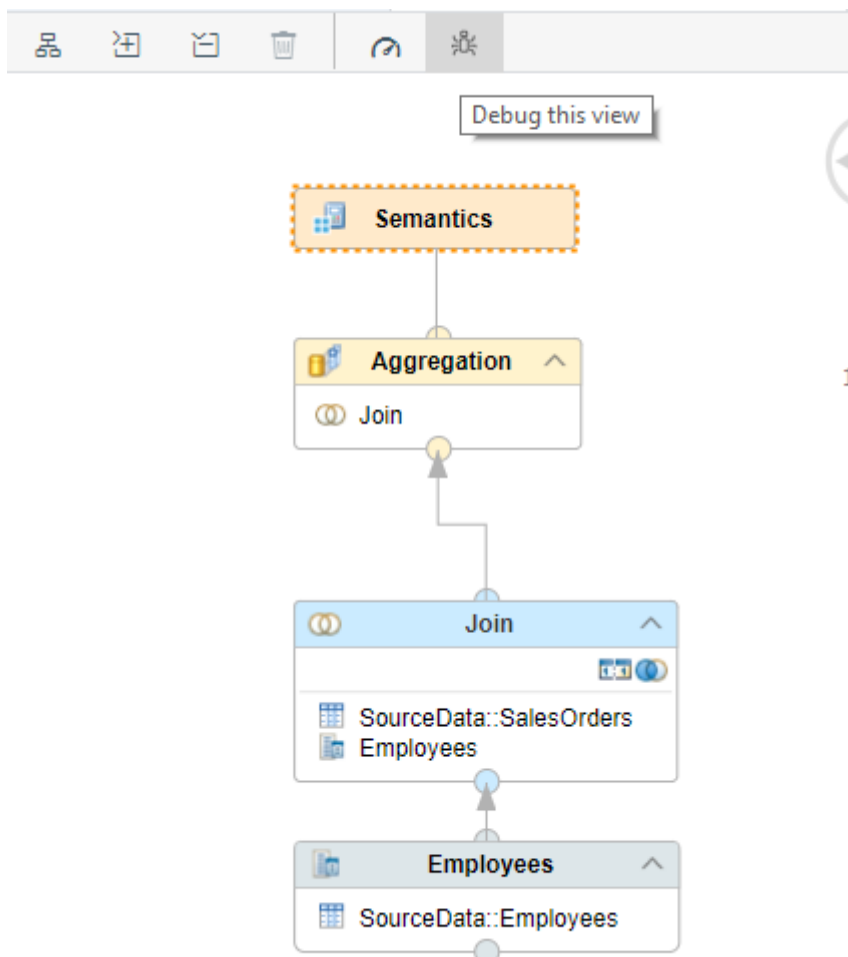 Debug this view
Semantics
Aggregation
Join
Join
SourceData::SalesOrders
Employees
Employees
SourceData::Employees